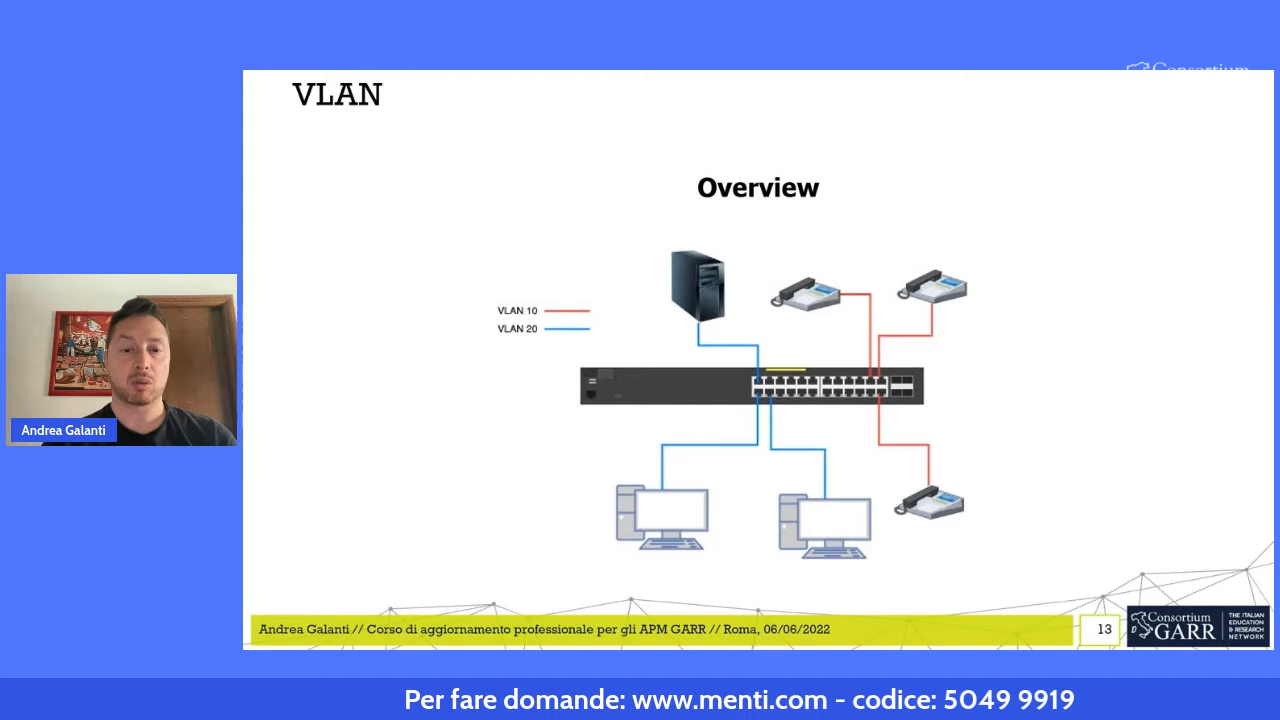 Consortium
VLAN
Overview
VLAN 10
VLAN 20
Andrea Galanti
Andrea Galanti // Corso di aggiornamento professionale per gli APM GARR // Roma, 06/06/2022
13
Consortium
GARR
THE ITALIAN
EDUCATION
& RESEARCH
NETWORK
Per fare domande: www.menti.com - codice: 5049 9919